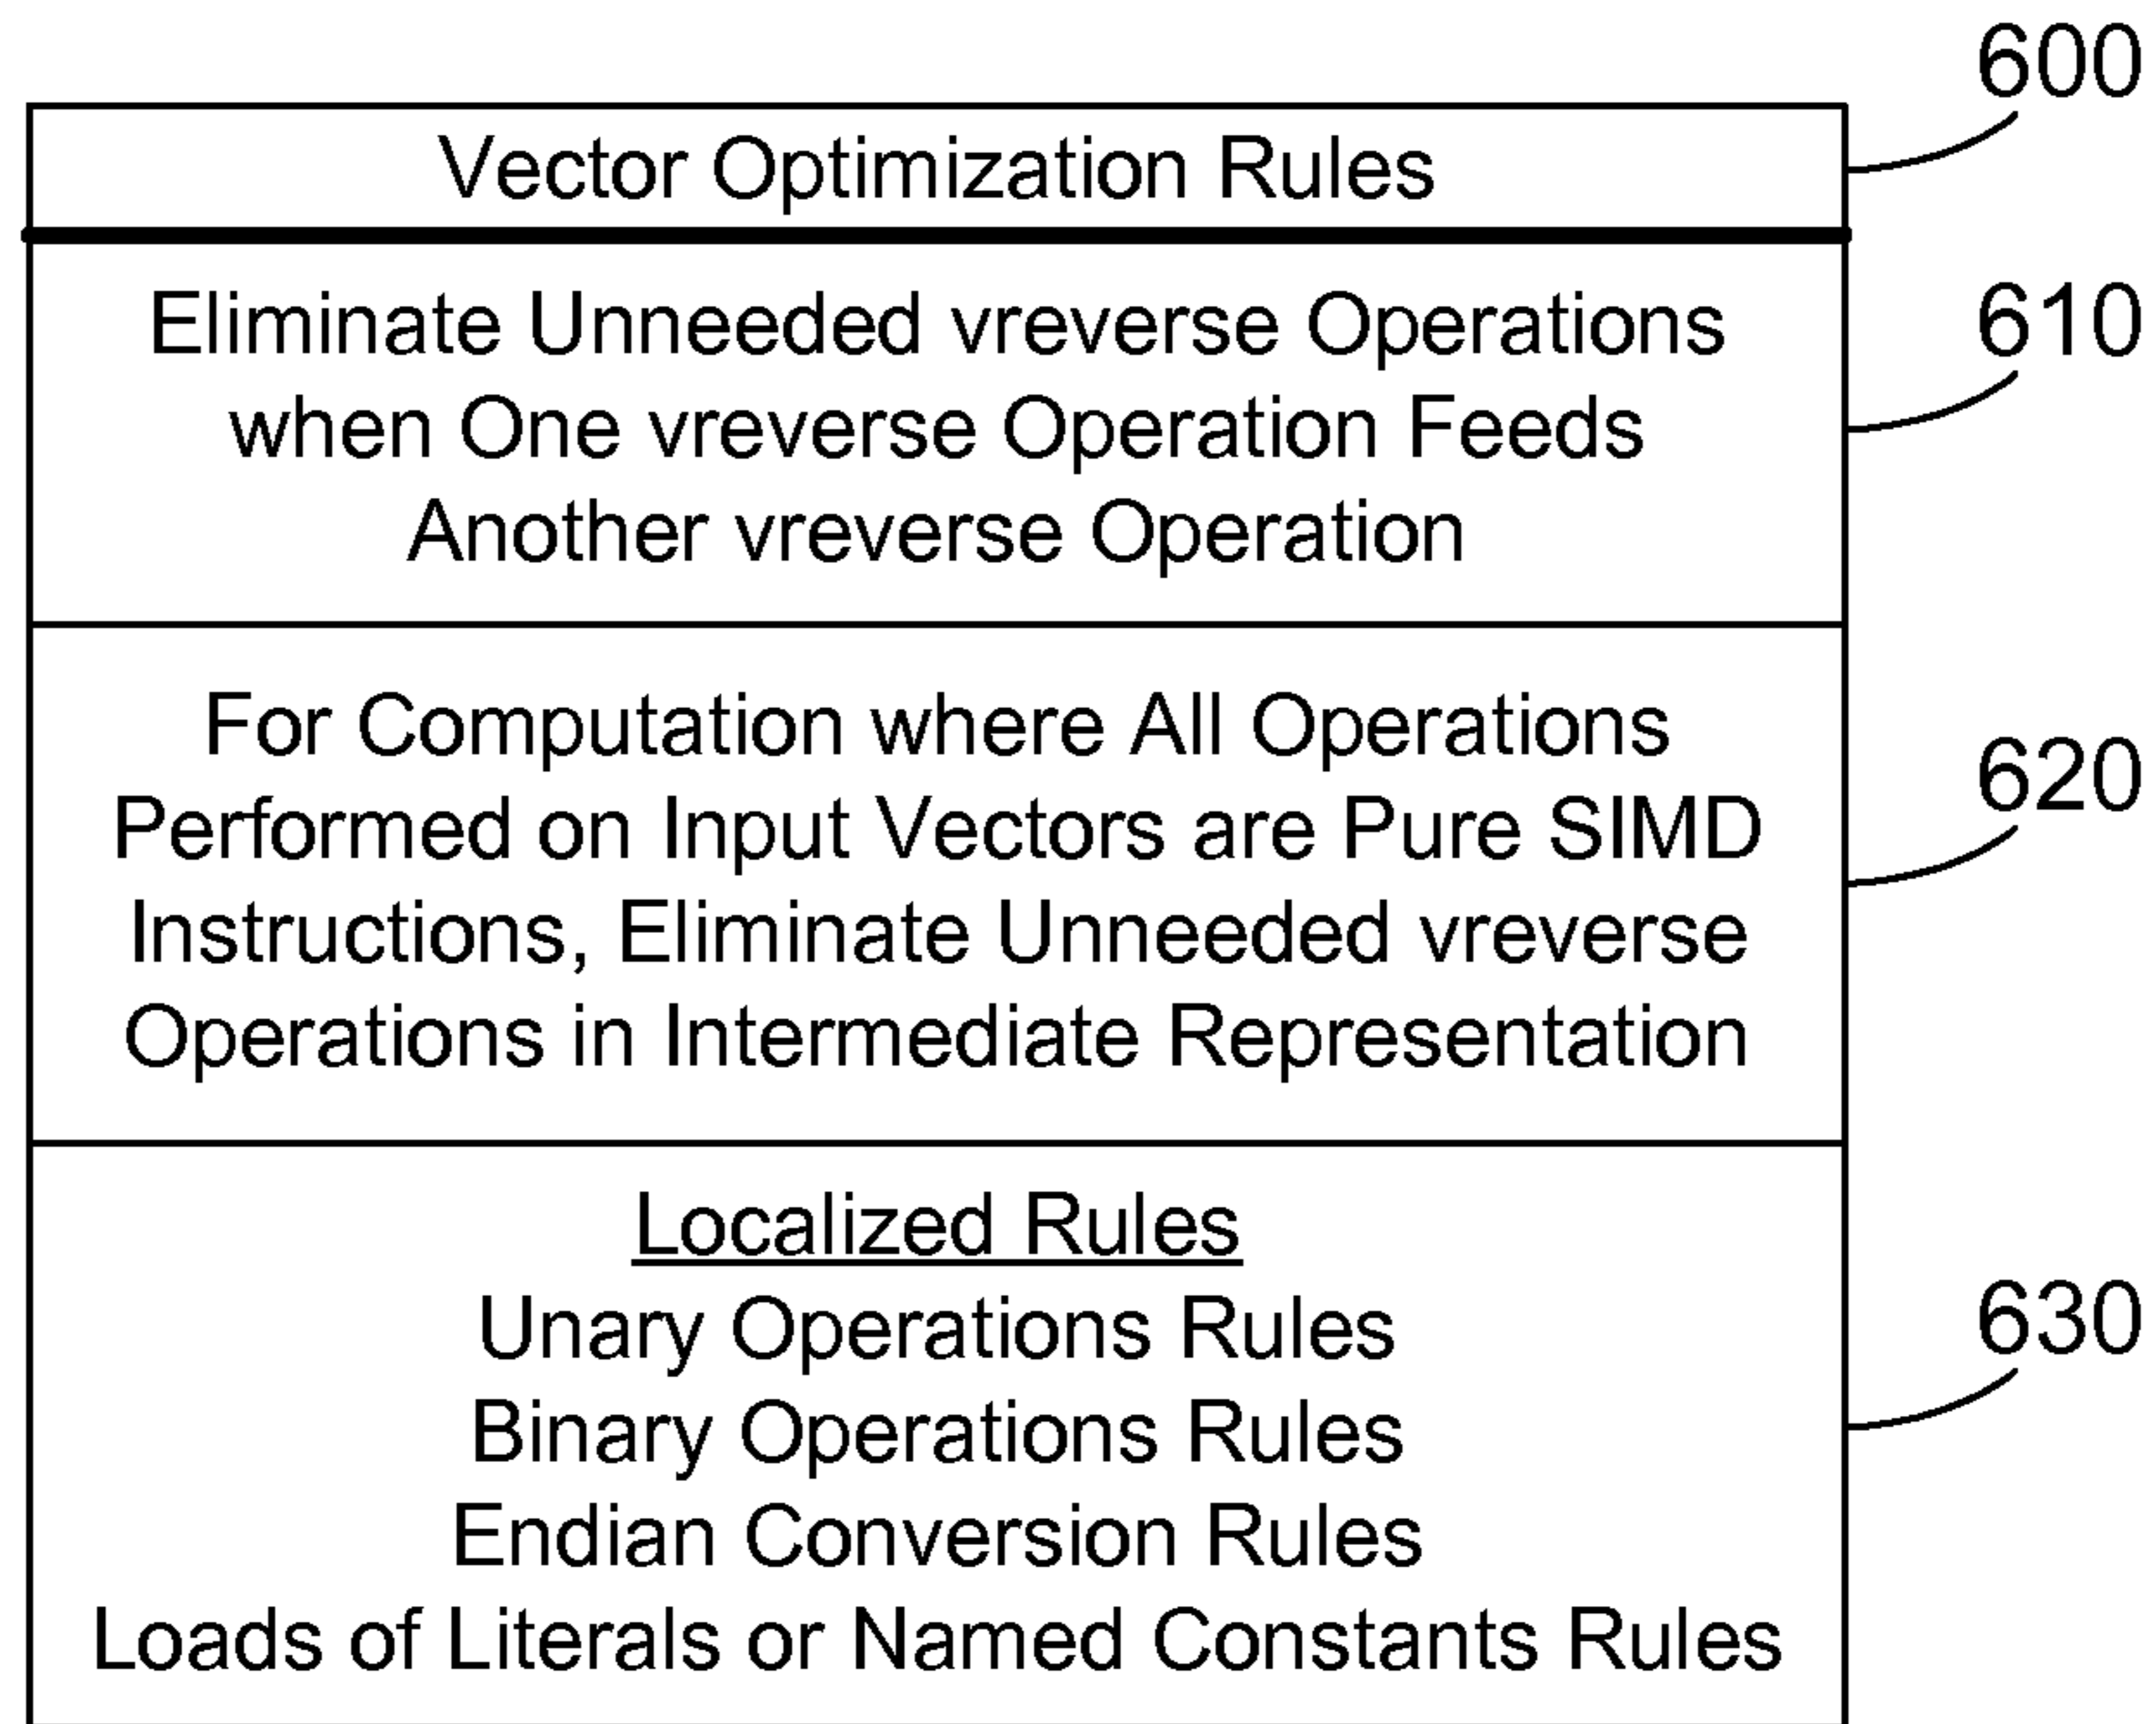 600
Vector Optimization Rules
Eliminate Unneeded vreverse Operations
when One vreverse Operation Feeds
Another vreverse Operation
610
For Computation where All Operations
Performed on Input Vectors are Pure SIMD
Instructions, Eliminate Unneeded vreverse
Operations in Intermediate Representation
620
Localized Rules
Unary Operations Rules
Binary Operations Rules
Endian Conversion Rules
Loads of Literals or Named Constants Rules
630